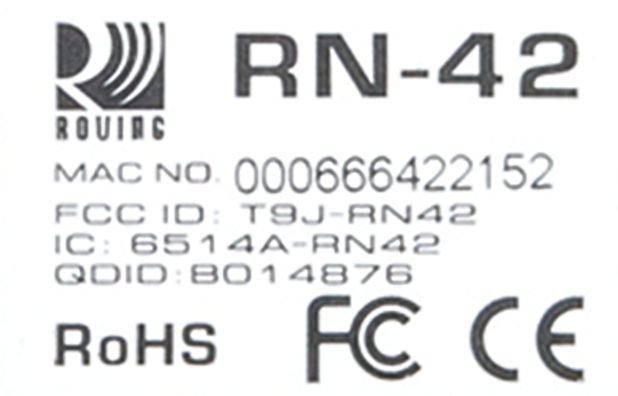 RN-42
ROVING
MAC NO. 000666422152
FCC ID: T9J-RN42
IC: 6514A-RN42
QDID:B014876
RoHS FC CE